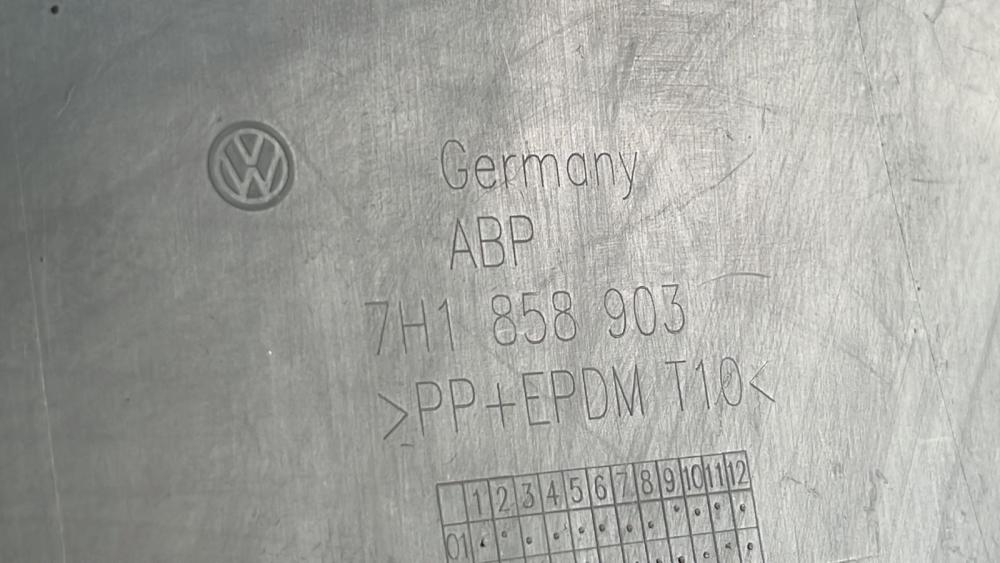 VW
Germany
ABP
7H1 858 903
>PP+EPDM T10<
1 2 3 4 5 6 7 8 9 10 11 12
01